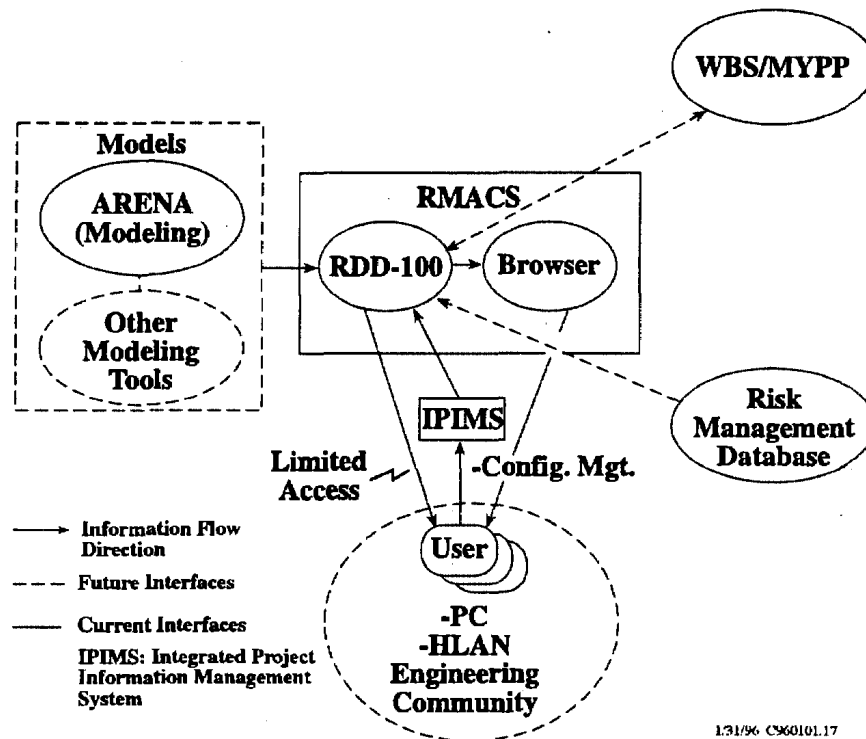 WBS/MYPP
Models
ARENA
(Modeling)
Other
Modeling
Tools
RMACS
RDD-100
Browser
IPIMS
Risk
Management
Database
Limited
Access
-Config. Mgt.
User
-PC
-HLAN
Engineering
Community
Information Flow
Direction
Future Interfaces
Current Interfaces
IPIMS: Integrated Project
Information Management
System
1/31/96 C960101.17